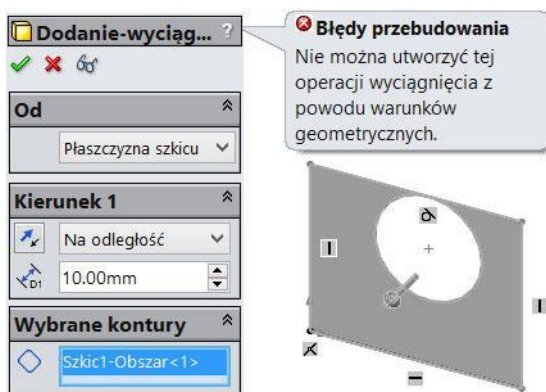 Dodanie-wyciąg... ?
Od
Płaszczyzna szkicu
Kierunek 1
Na odległość
D1 10.00mm
Wybrane kontury
Szkic1-Obszar<1>
Błędy przebudowania
Nie można utworzyć tej
operacji wyciągnięcia z
powodu warunków
geometrycznych.